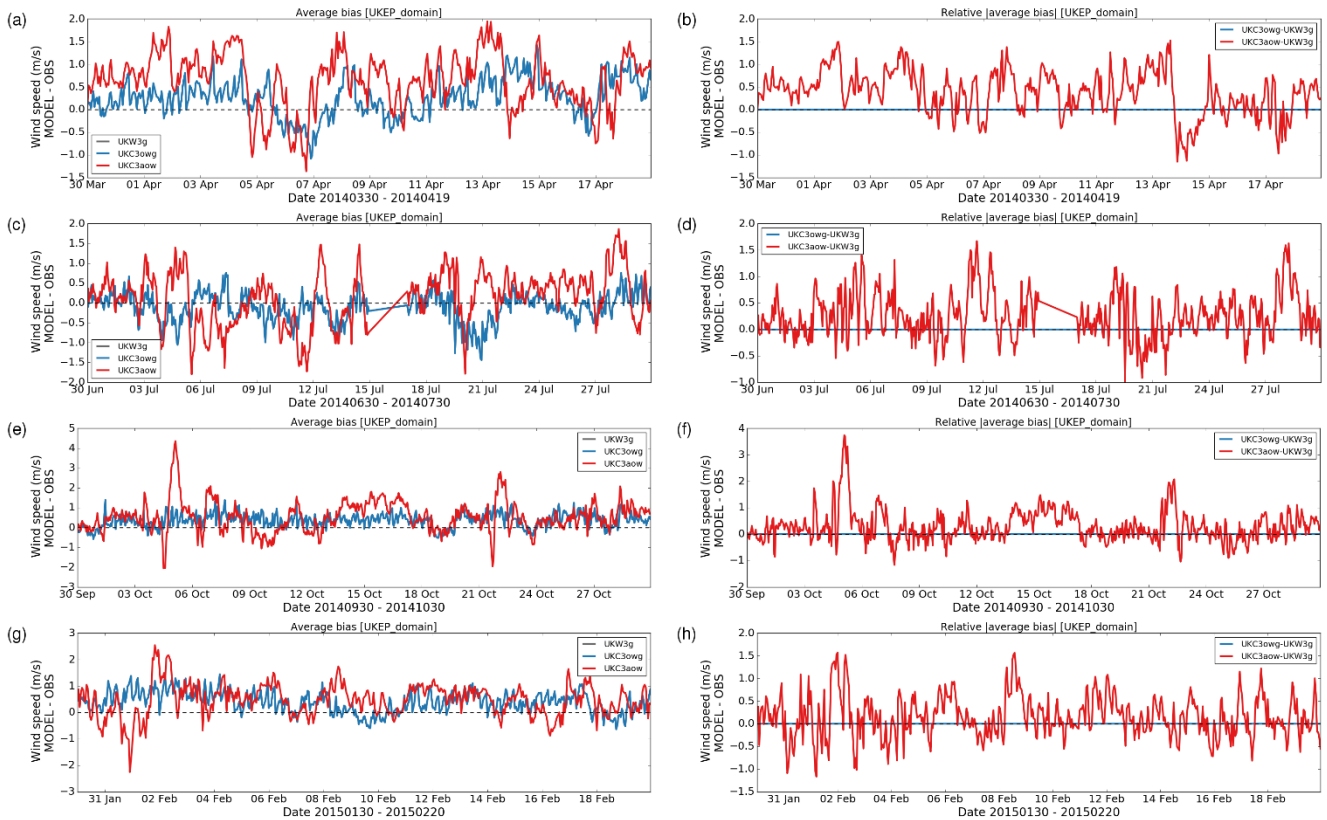 (a)
Average bias [UKEP_domain]
Wind speed (m/s)
MODEL - OBS
2.0
1.5
1.0
0.5
0.0
−0.5
−1.0
−1.5
UKW3g
UKC3owg
UKC3aow
30 Mar 01 Apr 03 Apr 05 Apr 07 Apr 09 Apr 11 Apr 13 Apr 15 Apr 17 Apr
Date 20140330 - 20140419
(b)
Relative |average bias| [UKEP_domain]
Wind speed (m/s)
MODEL - OBS
2.0
1.5
1.0
0.5
0.0
−0.5
−1.0
−1.5
UKC3owg-UKW3g
UKC3aow-UKW3g
30 Mar 01 Apr 03 Apr 05 Apr 07 Apr 09 Apr 11 Apr 13 Apr 15 Apr 17 Apr
Date 20140330 - 20140419
(c)
Average bias [UKEP_domain]
Wind speed (m/s)
MODEL - OBS
2.0
1.5
1.0
0.5
0.0
−0.5
−1.0
−1.5
−2.0
UKW3g
UKC3owg
UKC3aow
30 Jun 03 Jul 06 Jul 09 Jul 12 Jul 15 Jul 18 Jul 21 Jul 24 Jul 27 Jul
Date 20140630 - 20140730
(d)
Relative |average bias| [UKEP_domain]
Wind speed (m/s)
MODEL - OBS
2.0
1.5
1.0
0.5
0.0
−0.5
−1.0
UKC3owg-UKW3g
UKC3aow-UKW3g
30 Jun 03 Jul 06 Jul 09 Jul 12 Jul 15 Jul 18 Jul 21 Jul 24 Jul 27 Jul
Date 20140630 - 20140730
(e)
Average bias [UKEP_domain]
Wind speed (m/s)
MODEL - OBS
5
4
3
2
1
0
−1
−2
−3
UKW3g
UKC3owg
UKC3aow
30 Sep 03 Oct 06 Oct 09 Oct 12 Oct 15 Oct 18 Oct 21 Oct 24 Oct 27 Oct
Date 20140930 - 20141030
(f)
Relative |average bias| [UKEP_domain]
Wind speed (m/s)
MODEL - OBS
4
3
2
1
0
−1
−2
UKC3owg-UKW3g
UKC3aow-UKW3g
30 Sep 03 Oct 06 Oct 09 Oct 12 Oct 15 Oct 18 Oct 21 Oct 24 Oct 27 Oct
Date 20140930 - 20141030
(g)
Average bias [UKEP_domain]
Wind speed (m/s)
MODEL - OBS
3
2
1
0
−1
−2
−3
UKW3g
UKC3owg
UKC3aow
31 Jan 02 Feb 04 Feb 06 Feb 08 Feb 10 Feb 12 Feb 14 Feb 16 Feb 18 Feb
Date 20150130 - 20150220
(h)
Relative |average bias| [UKEP_domain]
Wind speed (m/s)
MODEL - OBS
2.0
1.5
1.0
0.5
0.0
−0.5
−1.0
−1.5
UKC3owg-UKW3g
UKC3aow-UKW3g
31 Jan 02 Feb 04 Feb 06 Feb 08 Feb 10 Feb 12 Feb 14 Feb 16 Feb 18 Feb
Date 20150130 - 20150220